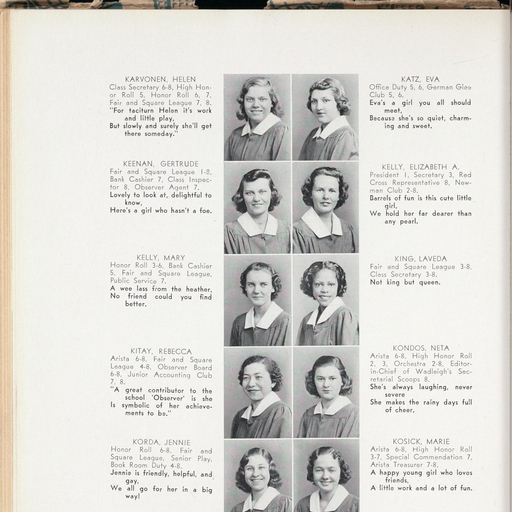 KARVONEN, HELEN
Class Secretary 6-8, High Hon-
or Roll 5, Honor Roll 6, 7,
Fair and Square League 7, 8.
"For taciturn Helen it's work
and little play,
But slowly and surely she'll get
there someday."
KEENAN, GERTRUDE
Fair and Square League 1-8,
Bank Cashier 7, Class Inspec-
tor 8, Observer Agent 7.
Lovely to look at, delightful to
know,
Here's a girl who hasn't a foe.
KELLY, MARY
Honor Roll 3-6, Bank Cashier
5, Fair and Square League,
Public Service 7.
A wee lass from the heather,
No friend could you find
better.
KITAY, REBECCA
Arista 6-8, Fair and Square
League 4-8, Observer Board
6-8, Junior Accounting Club
7, 8.
"A great contributor to the
school 'Observer' is she
Is symbolic of her achieve-
ments to be."
KORDA, JENNIE
Honor Roll 6-8, Fair and
Square League, Senior Play,
Book Room Duty 4-8.
Jennie is friendly, helpful, and
gay,
We all go for her in a big
way!
KATZ, EVA
Office Duty 5, 6, German Glee
Club 5, 6.
Eva's a girl you all should
meet,
Because she's so quiet, charm-
ing and sweet.
KELLY, ELIZABETH A.
President 1, Secretary 3, Red
Cross Representative 8, New-
man Club 2-8.
Barrels of fun is this cute little
girl,
We hold her far dearer than
any pearl.
KING, LAVEDA
Fair and Square League 3-8,
Class Secretary 3-8.
Not king but queen.
KONDOS, NETA
Arista 6-8, High Honor Roll
2, 3, Orchestra 2-8, Editor-
in-Chief of Wadleigh's Sec-
retarial Scoops 8.
She's always laughing, never
severe
She makes the rainy days full
of cheer.
KOSICK, MARIE
Arista 6-8, High Honor Roll
3-7, Special Commendation 7,
Arista Treasurer 7-8.
A happy young girl who loves
friends,
A little work and a lot of fun.